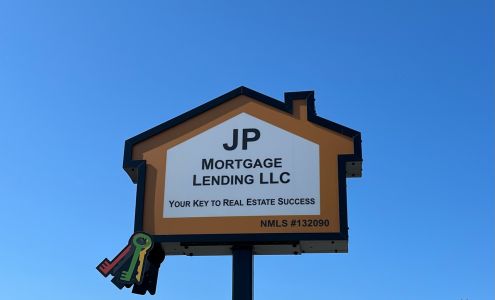 JP
MORTGAGE
LENDING LLC
YOUR KEY TO REAL ESTATE SUCCESS
NMLS #132090